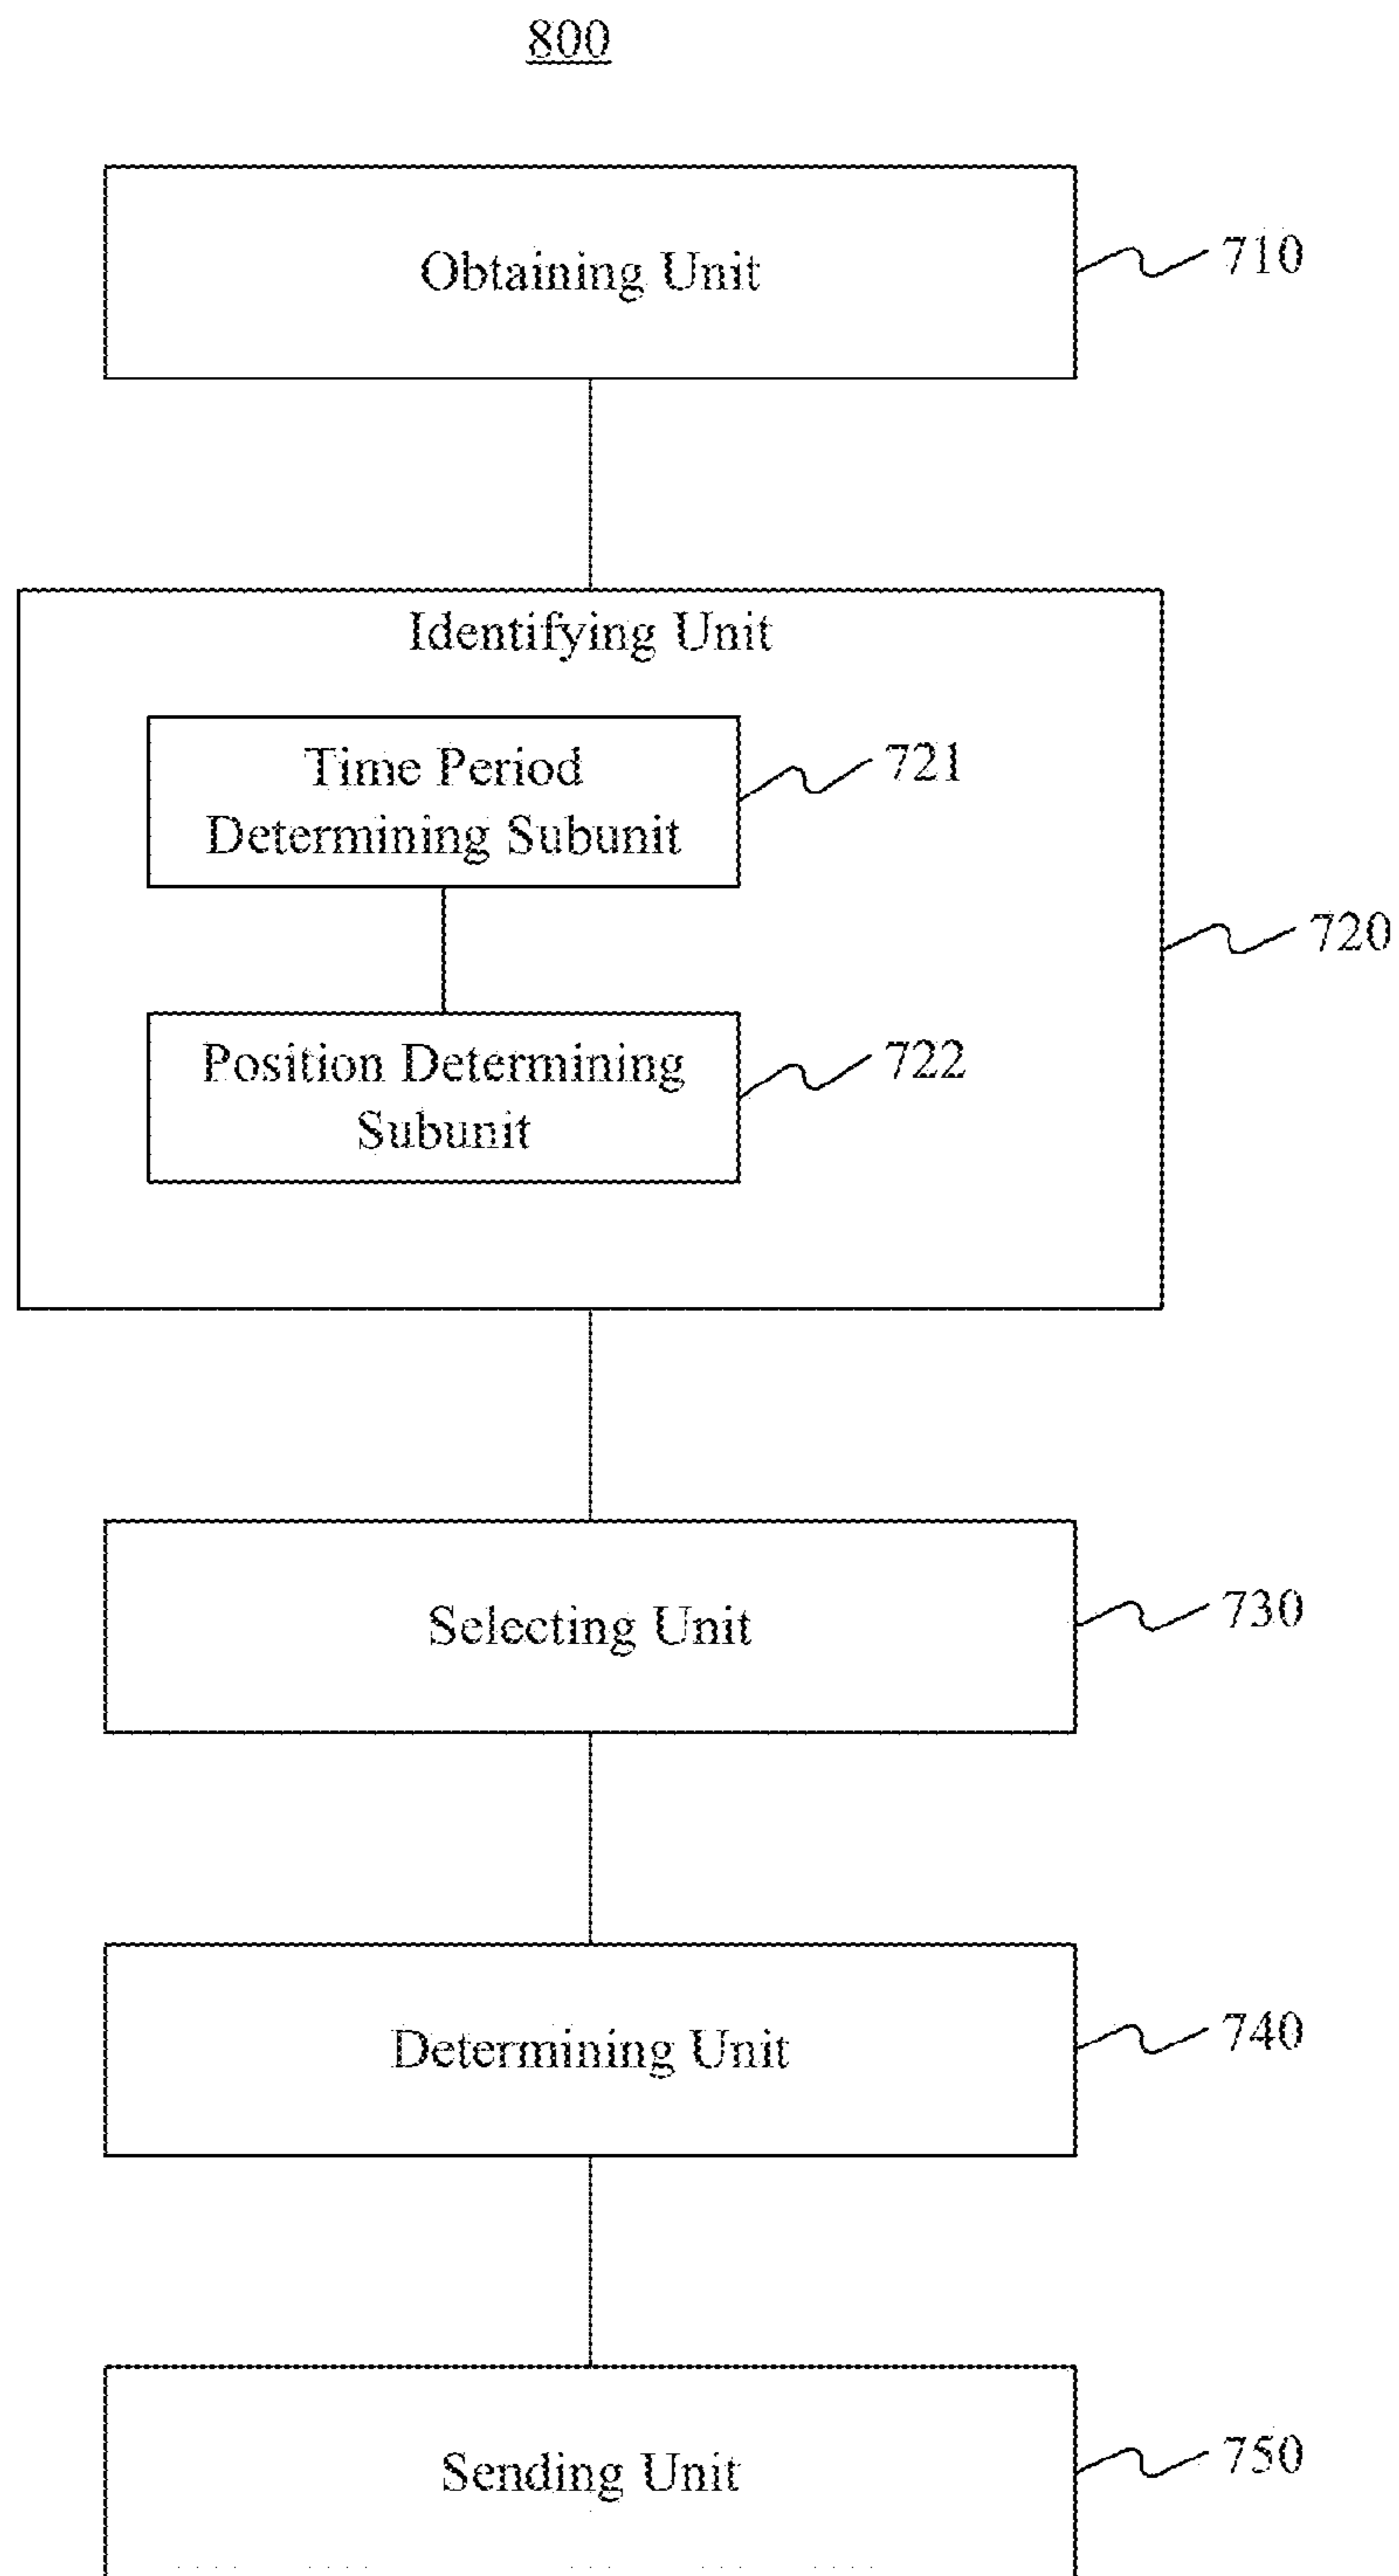 800
Obtaining Unit
710
Identifying Unit
Time Period
Determining Subunit
721
720
Position Determining
Subunit
722
Selecting Unit
730
Determining Unit
740
Sending Unit
750